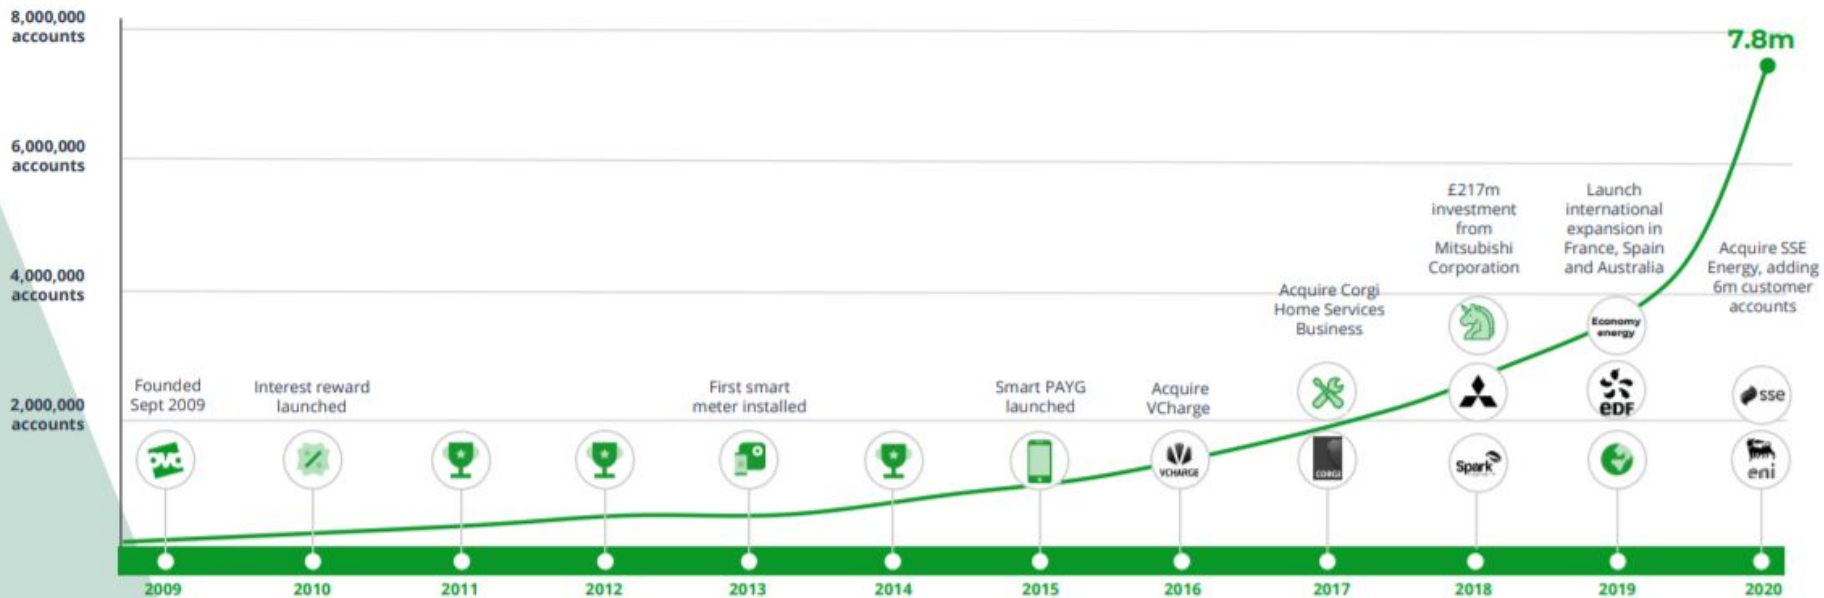 8,000,000
accounts
7.8m
6,000,000
accounts
4,000,000
accounts
2,000,000
accounts
Founded
Sept 2009
Interest reward
launched
First smart
meter installed
Smart PAYG
launched
Acquire
VCharge
Acquire Corgi
Home Services
Business
£217m
investment
from
Mitsubishi
Corporation
Launch
international
expansion in
France, Spain
and Australia
Acquire SSE
Energy, adding
6m customer
accounts
OVO
VCHARGE
CORGI
Spark
Economy
energy
eDF
sse
eni
2009
2010
2011
2012
2013
2014
2015
2016
2017
2018
2019
2020